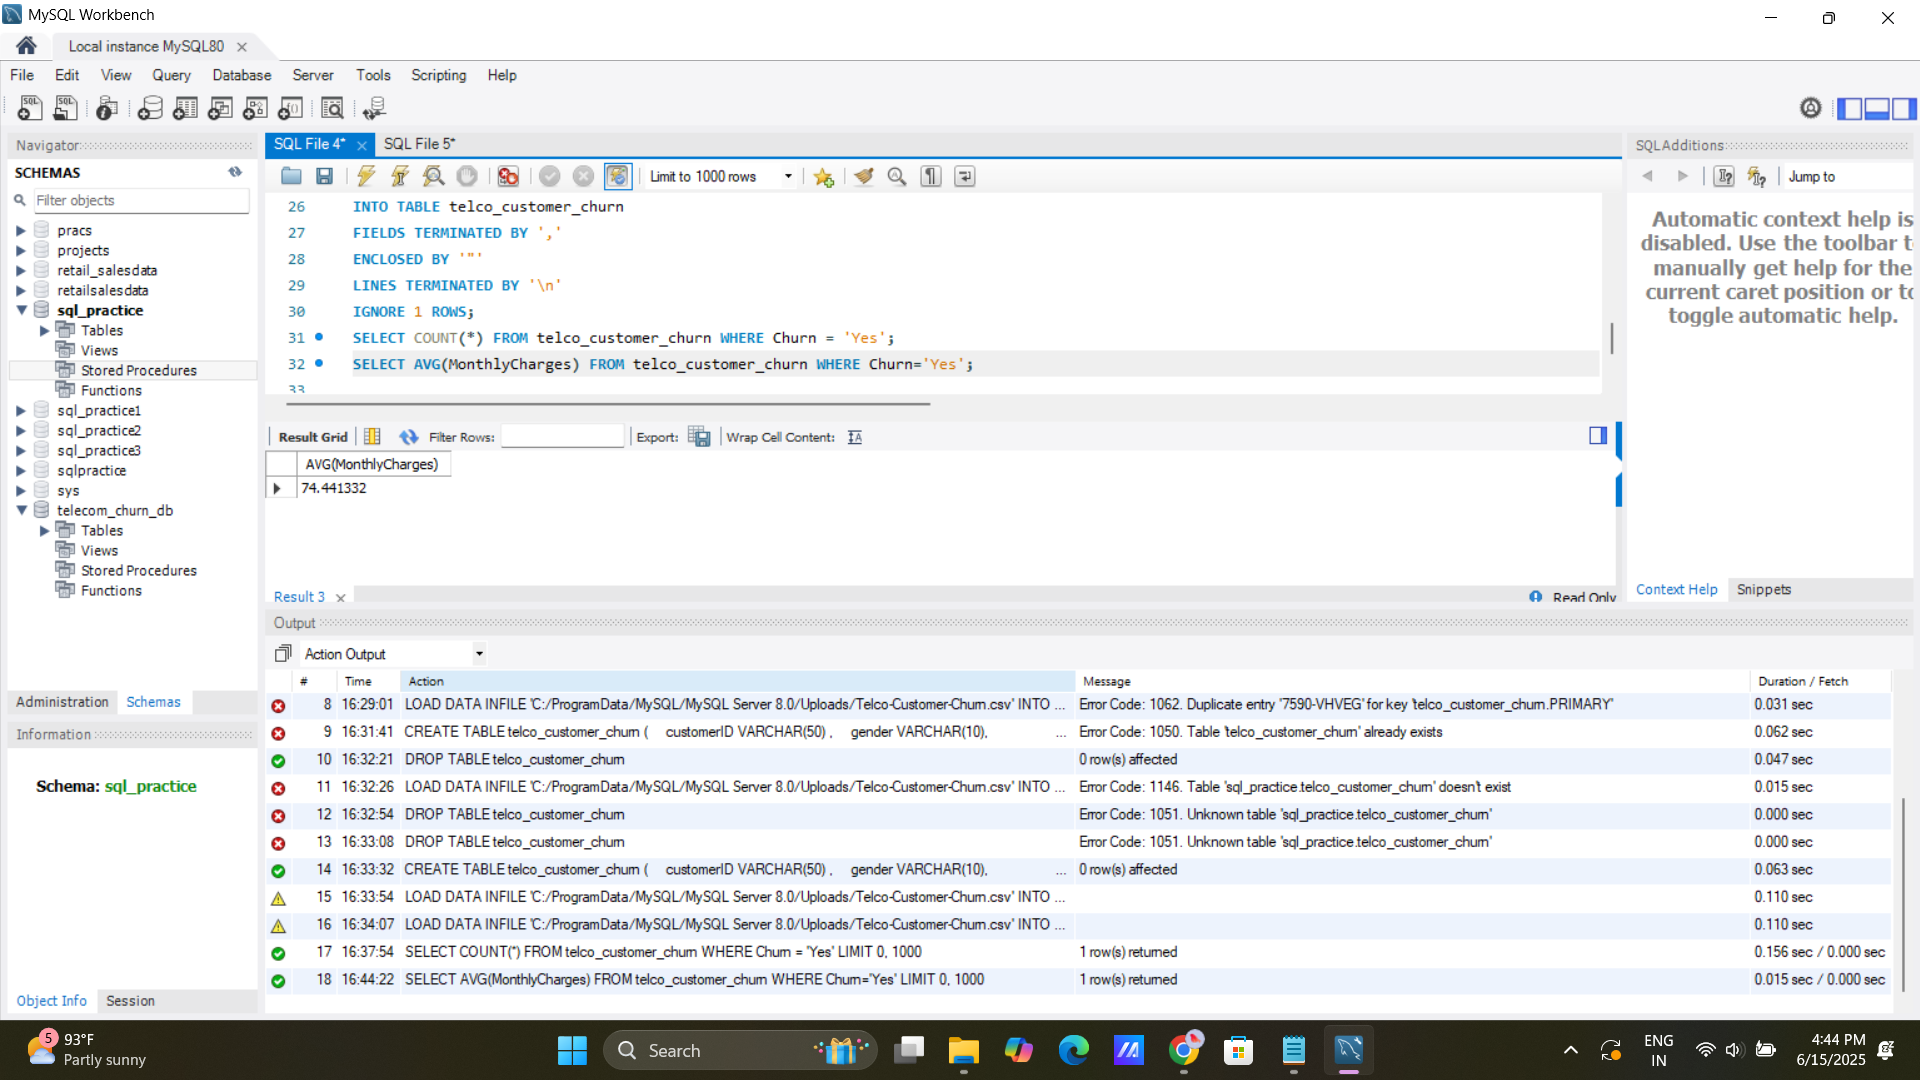 MySQL Workbench
Local instance MySQL80
File Edit View Query Database Server Tools Scripting Help
Navigator
SCHEMAS
Filter objects
pracs
projects
retail_salesdata
retailsalesdata
sql_practice
Tables
Views
Stored Procedures
Functions
sql_practice1
sql_practice2
sql_practice3
sqlpractice
sys
telecom_churn_db
Tables
Views
Stored Procedures
Functions
Administration Schemas
Information
Schema: sql_practice
Object Info Session
SQL File 4* SQL File 5*
Limit to 1000 rows
26 INTO TABLE telco_customer_churn
27 FIELDS TERMINATED BY ','
28 ENCLOSED BY '"'
29 LINES TERMINATED BY '\n'
30 IGNORE 1 ROWS;
31 SELECT COUNT(*) FROM telco_customer_churn WHERE Churn = 'Yes';
32 SELECT AVG(MonthlyCharges) FROM telco_customer_churn WHERE Churn='Yes';
33
Result Grid Filter Rows: Export: Wrap Cell Content:
AVG(MonthlyCharges)
74.441332
Result 3 Read Only
SQLAdditions
Jump to
Automatic context help is
disabled. Use the toolbar t
manually get help for the
current caret position or to
toggle automatic help.
Context Help Snippets
Output
Action Output
# Time Action Message Duration / Fetch
8 16:29:01 LOAD DATA INFILE 'C:/ProgramData/MySQL/MySQL Server 8.0/Uploads/Telco-Customer-Churn.csv' INTO ... Error Code: 1062. Duplicate entry '7590-VHVEG' for key 'telco_customer_churn.PRIMARY' 0.031 sec
9 16:31:41 CREATE TABLE telco_customer_churn ( customerID VARCHAR(50) , gender VARCHAR(10), ... Error Code: 1050. Table 'telco_customer_churn' already exists 0.062 sec
10 16:32:21 DROP TABLE telco_customer_churn 0 row(s) affected 0.047 sec
11 16:32:26 LOAD DATA INFILE 'C:/ProgramData/MySQL/MySQL Server 8.0/Uploads/Telco-Customer-Churn.csv' INTO ... Error Code: 1146. Table 'sql_practice.telco_customer_churn' doesn't exist 0.015 sec
12 16:32:54 DROP TABLE telco_customer_churn Error Code: 1051. Unknown table 'sql_practice.telco_customer_churn' 0.000 sec
13 16:33:08 DROP TABLE telco_customer_churn Error Code: 1051. Unknown table 'sql_practice.telco_customer_churn' 0.000 sec
14 16:33:32 CREATE TABLE telco_customer_churn ( customerID VARCHAR(50) , gender VARCHAR(10), ... 0 row(s) affected 0.063 sec
15 16:33:54 LOAD DATA INFILE 'C:/ProgramData/MySQL/MySQL Server 8.0/Uploads/Telco-Customer-Churn.csv' INTO ... 0.110 sec
16 16:34:07 LOAD DATA INFILE 'C:/ProgramData/MySQL/MySQL Server 8.0/Uploads/Telco-Customer-Churn.csv' INTO ... 0.110 sec
17 16:37:54 SELECT COUNT(*) FROM telco_customer_churn WHERE Churn = 'Yes' LIMIT 0, 1000 1 row(s) returned 0.156 sec / 0.000 sec
18 16:44:22 SELECT AVG(MonthlyCharges) FROM telco_customer_churn WHERE Churn='Yes' LIMIT 0, 1000 1 row(s) returned 0.015 sec / 0.000 sec
5
93°F
Partly sunny
Search
ENG
IN
4:44 PM
6/15/2025